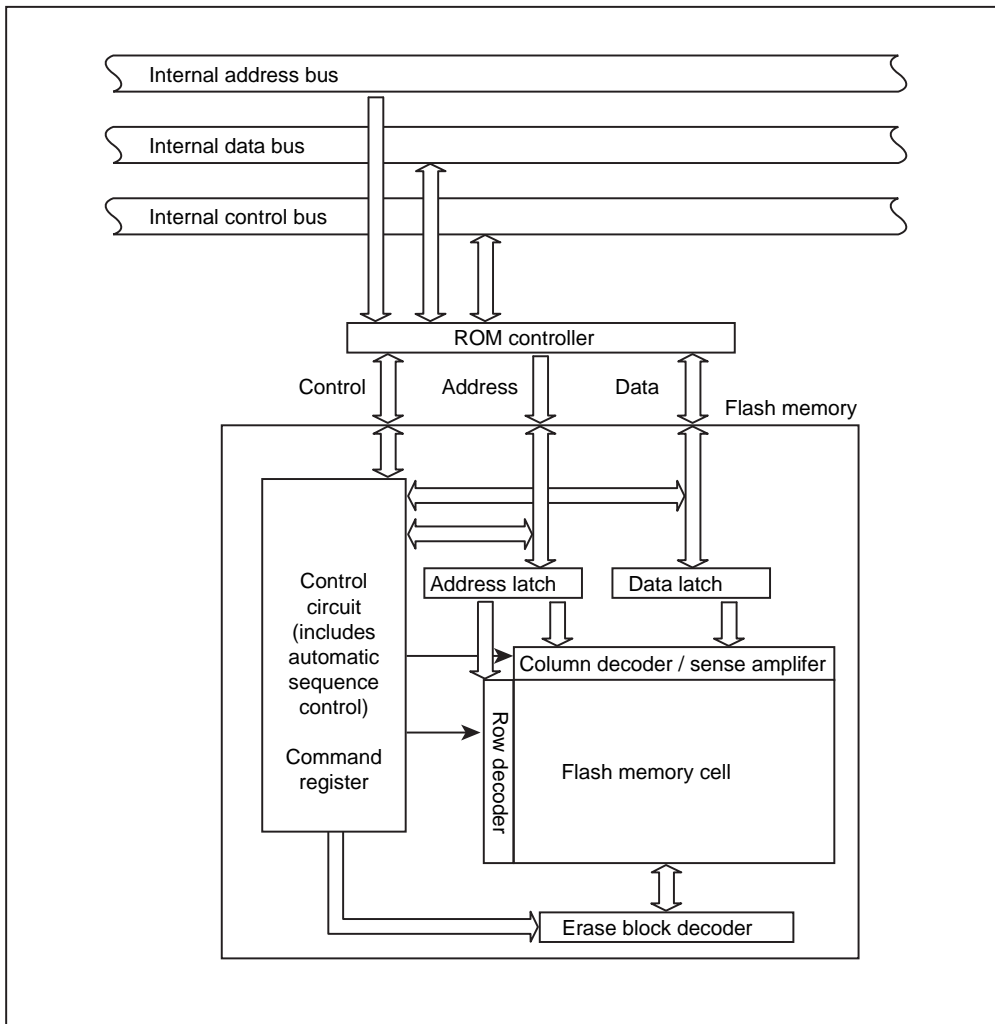 Internal address bus
Internal data bus
Internal control bus
ROM controller
Control
Address
Data
Flash memory
Control
circuit
(includes
automatic
sequence
control)
Command
register
Address latch
Data latch
Column decoder / sense amplifer
Row decoder
Flash memory cell
Erase block decoder